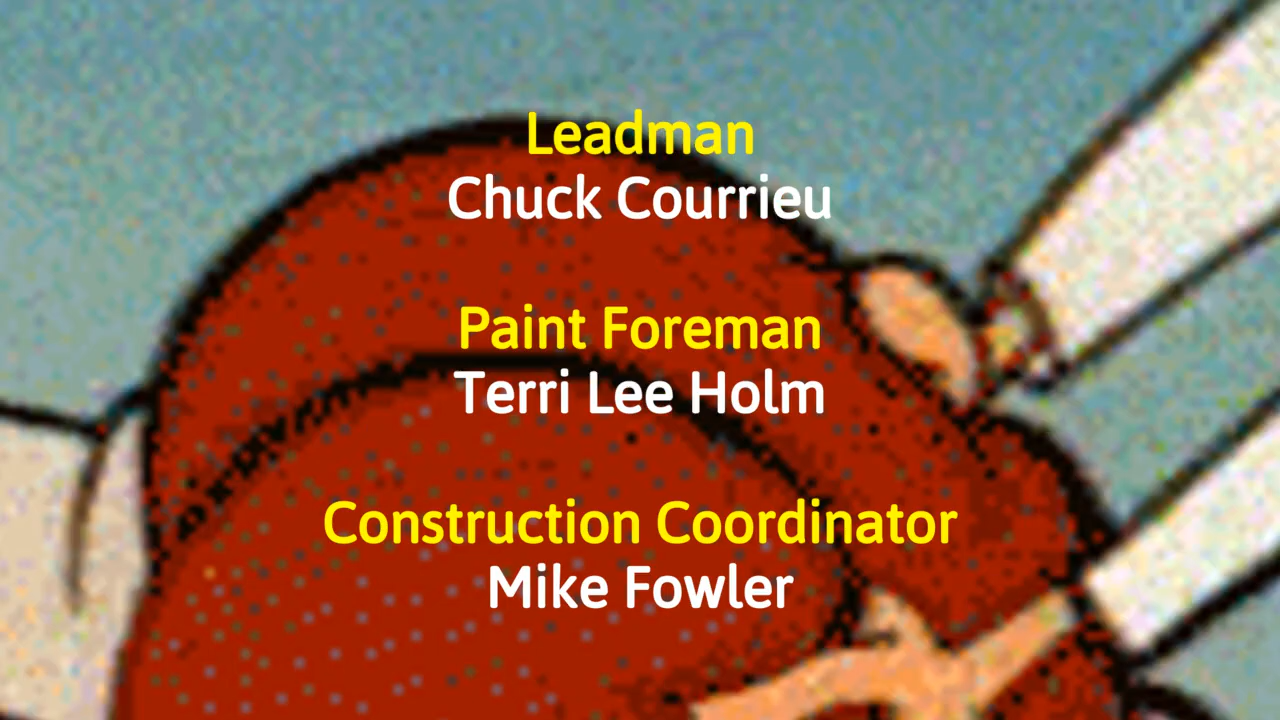 Leadman
Chuck Courrieu
Paint Foreman
Terri Lee Holm
Construction Coordinator
Mike Fowler